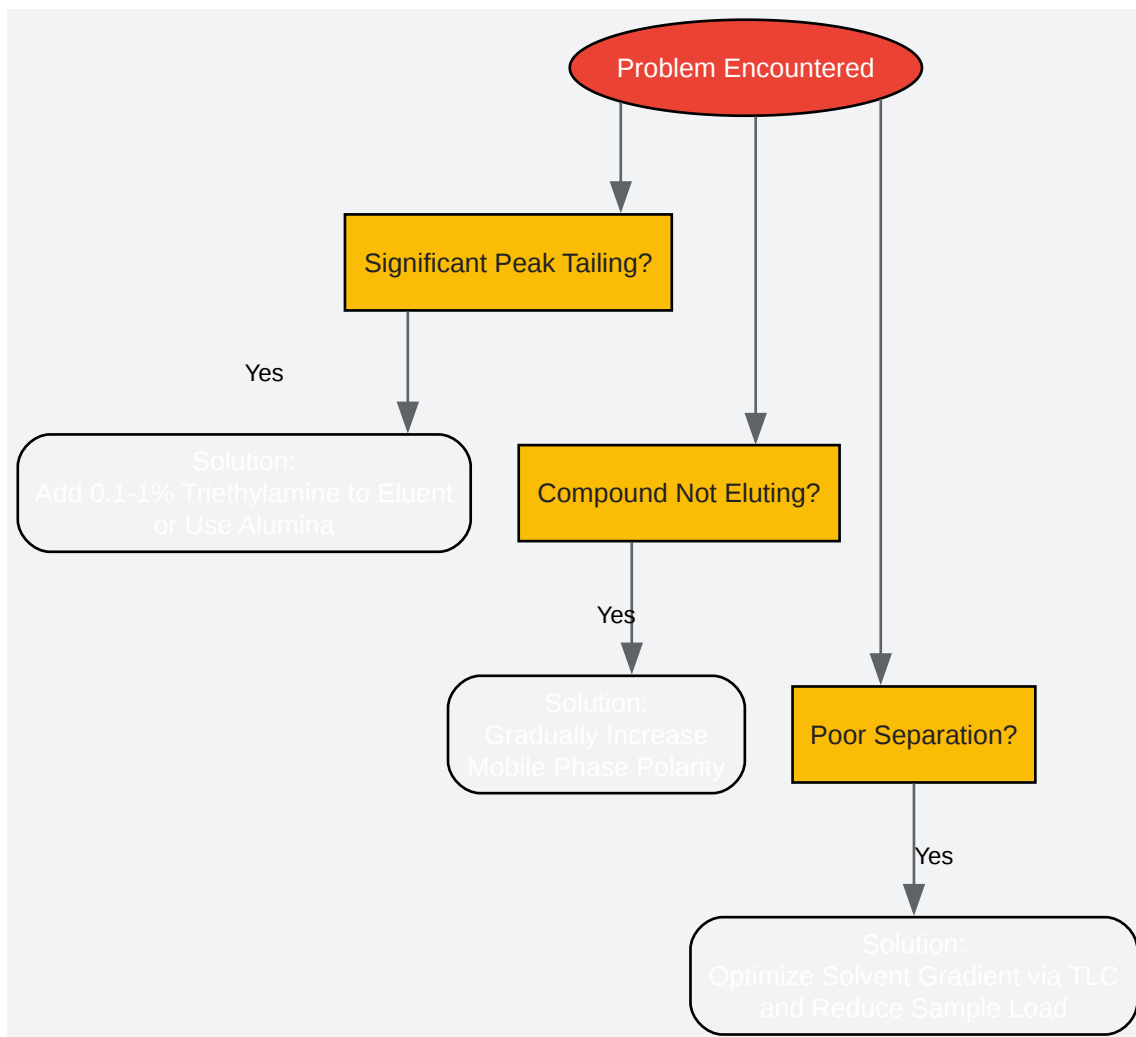 Problem Encountered
Significant Peak Tailing?
Yes
Solution:
Add 0.1-1% Triethylamine to Eluent
or Use Alumina
Compound Not Eluting?
Yes
Solution:
Gradually Increase
Mobile Phase Polarity
Poor Separation?
Yes
Solution:
Optimize Solvent Gradient via TLC
and Reduce Sample Load